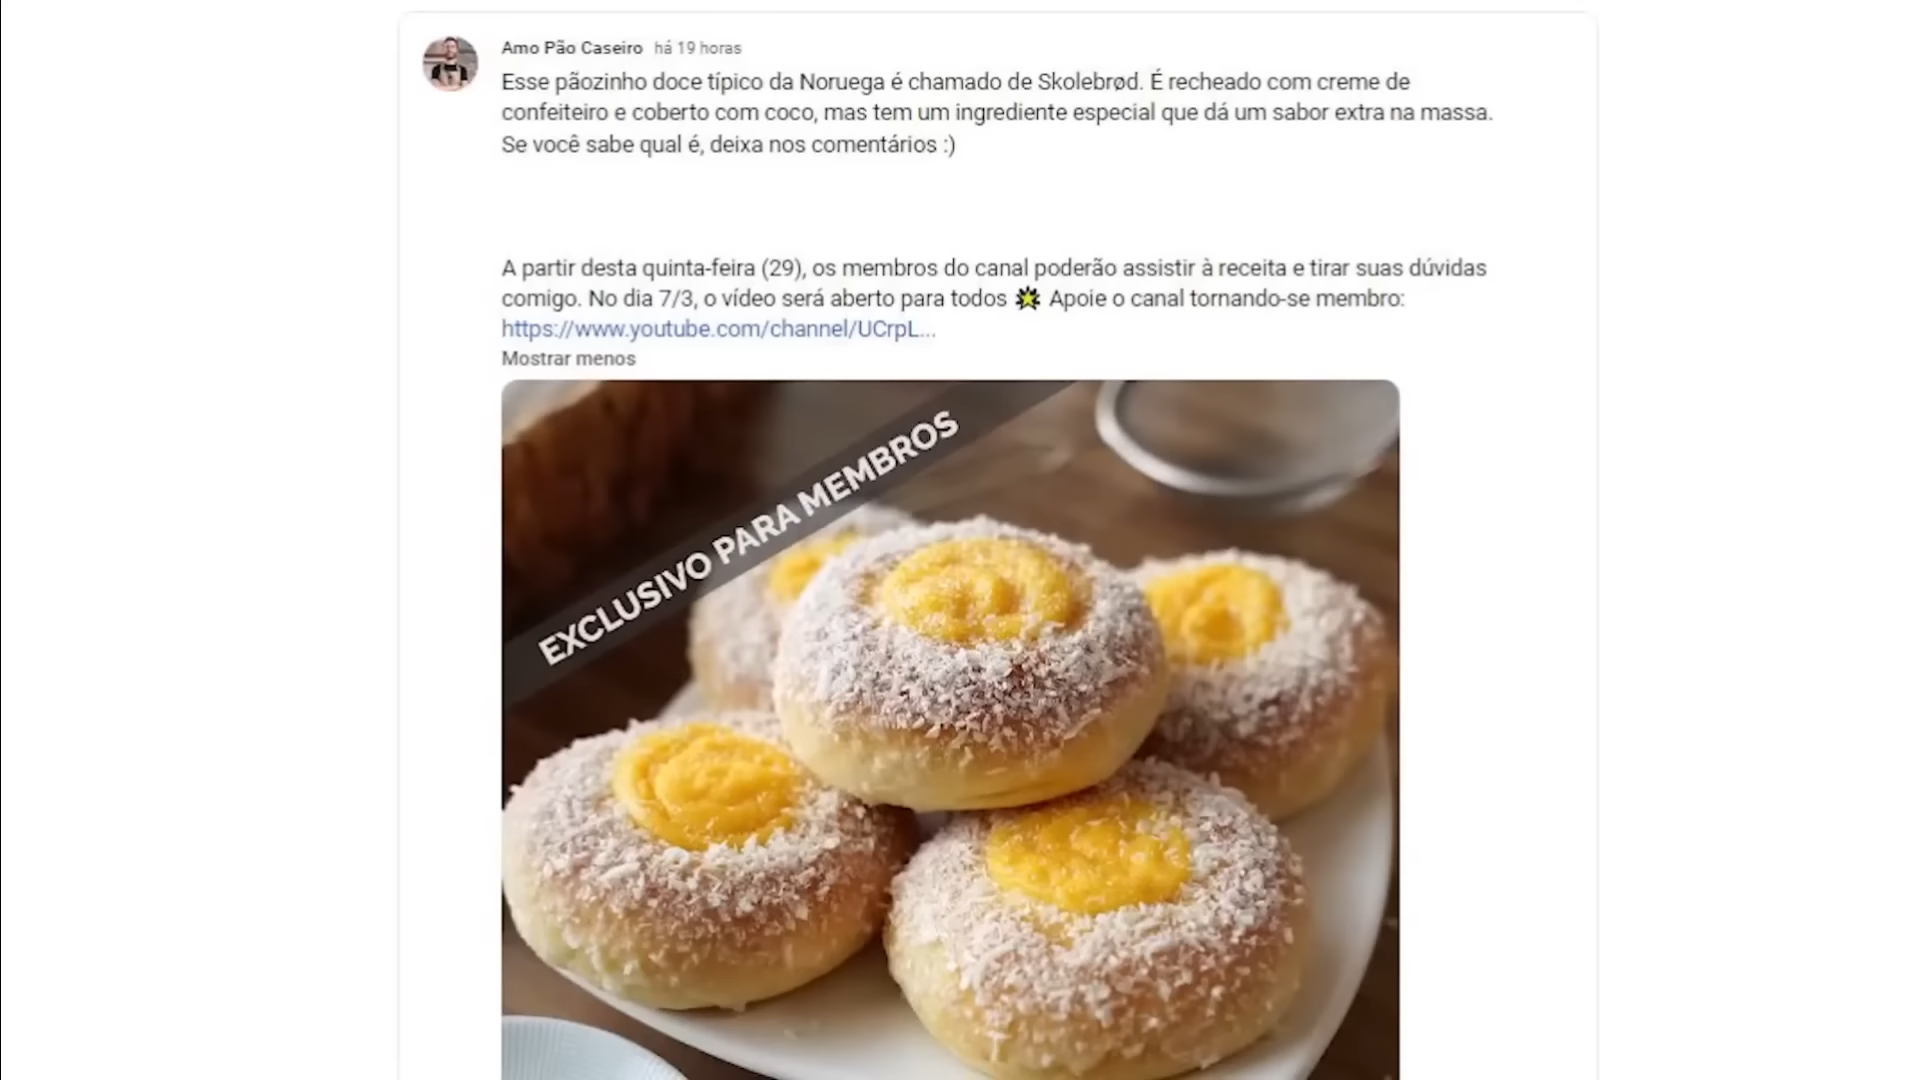 Amo Pão Caseiro há 19 horas
Esse pãozinho doce típico da Noruega é chamado de Skolebrød. É recheado com creme de
confeiteiro e coberto com coco, mas tem um ingrediente especial que dá um sabor extra na massa.
Se você sabe qual é, deixa nos comentários :)
A partir desta quinta-feira (29), os membros do canal poderão assistir à receita e tirar suas dúvidas
comigo. No dia 7/3, o vídeo será aberto para todos 🌟 Apoie o canal tornando-se membro:
https://www.youtube.com/channel/UCrpL...
Mostrar menos
EXCLUSIVO PARA MEMBROS